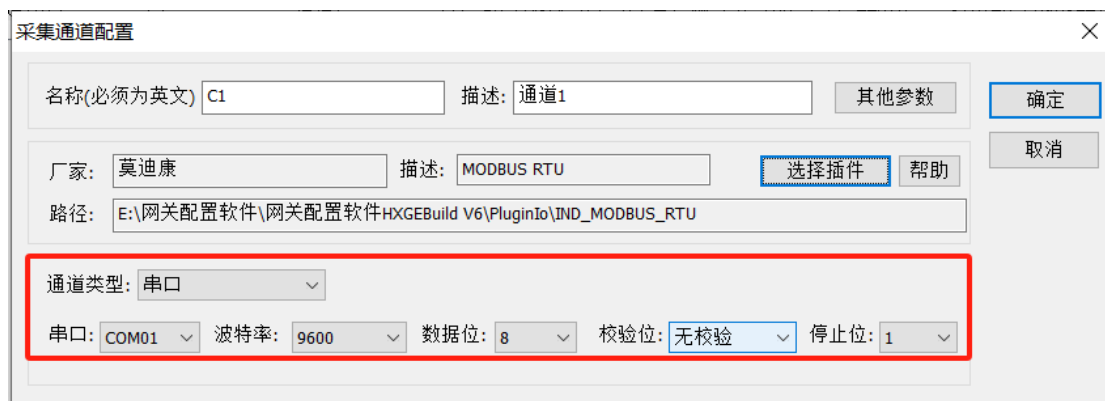 采集通道配置
名称(必须为英文) C1 描述: 通道1 其他参数 确定
取消
厂家: 莫迪康 描述: MODBUS RTU 选择插件 帮助
路径: E:\网关配置软件\网关配置软件HXGEBuild V6\PluginIo\IND_MODBUS_RTU
通道类型: 串口
串口: COM01 波特率: 9600 数据位: 8 校验位: 无校验 停止位: 1